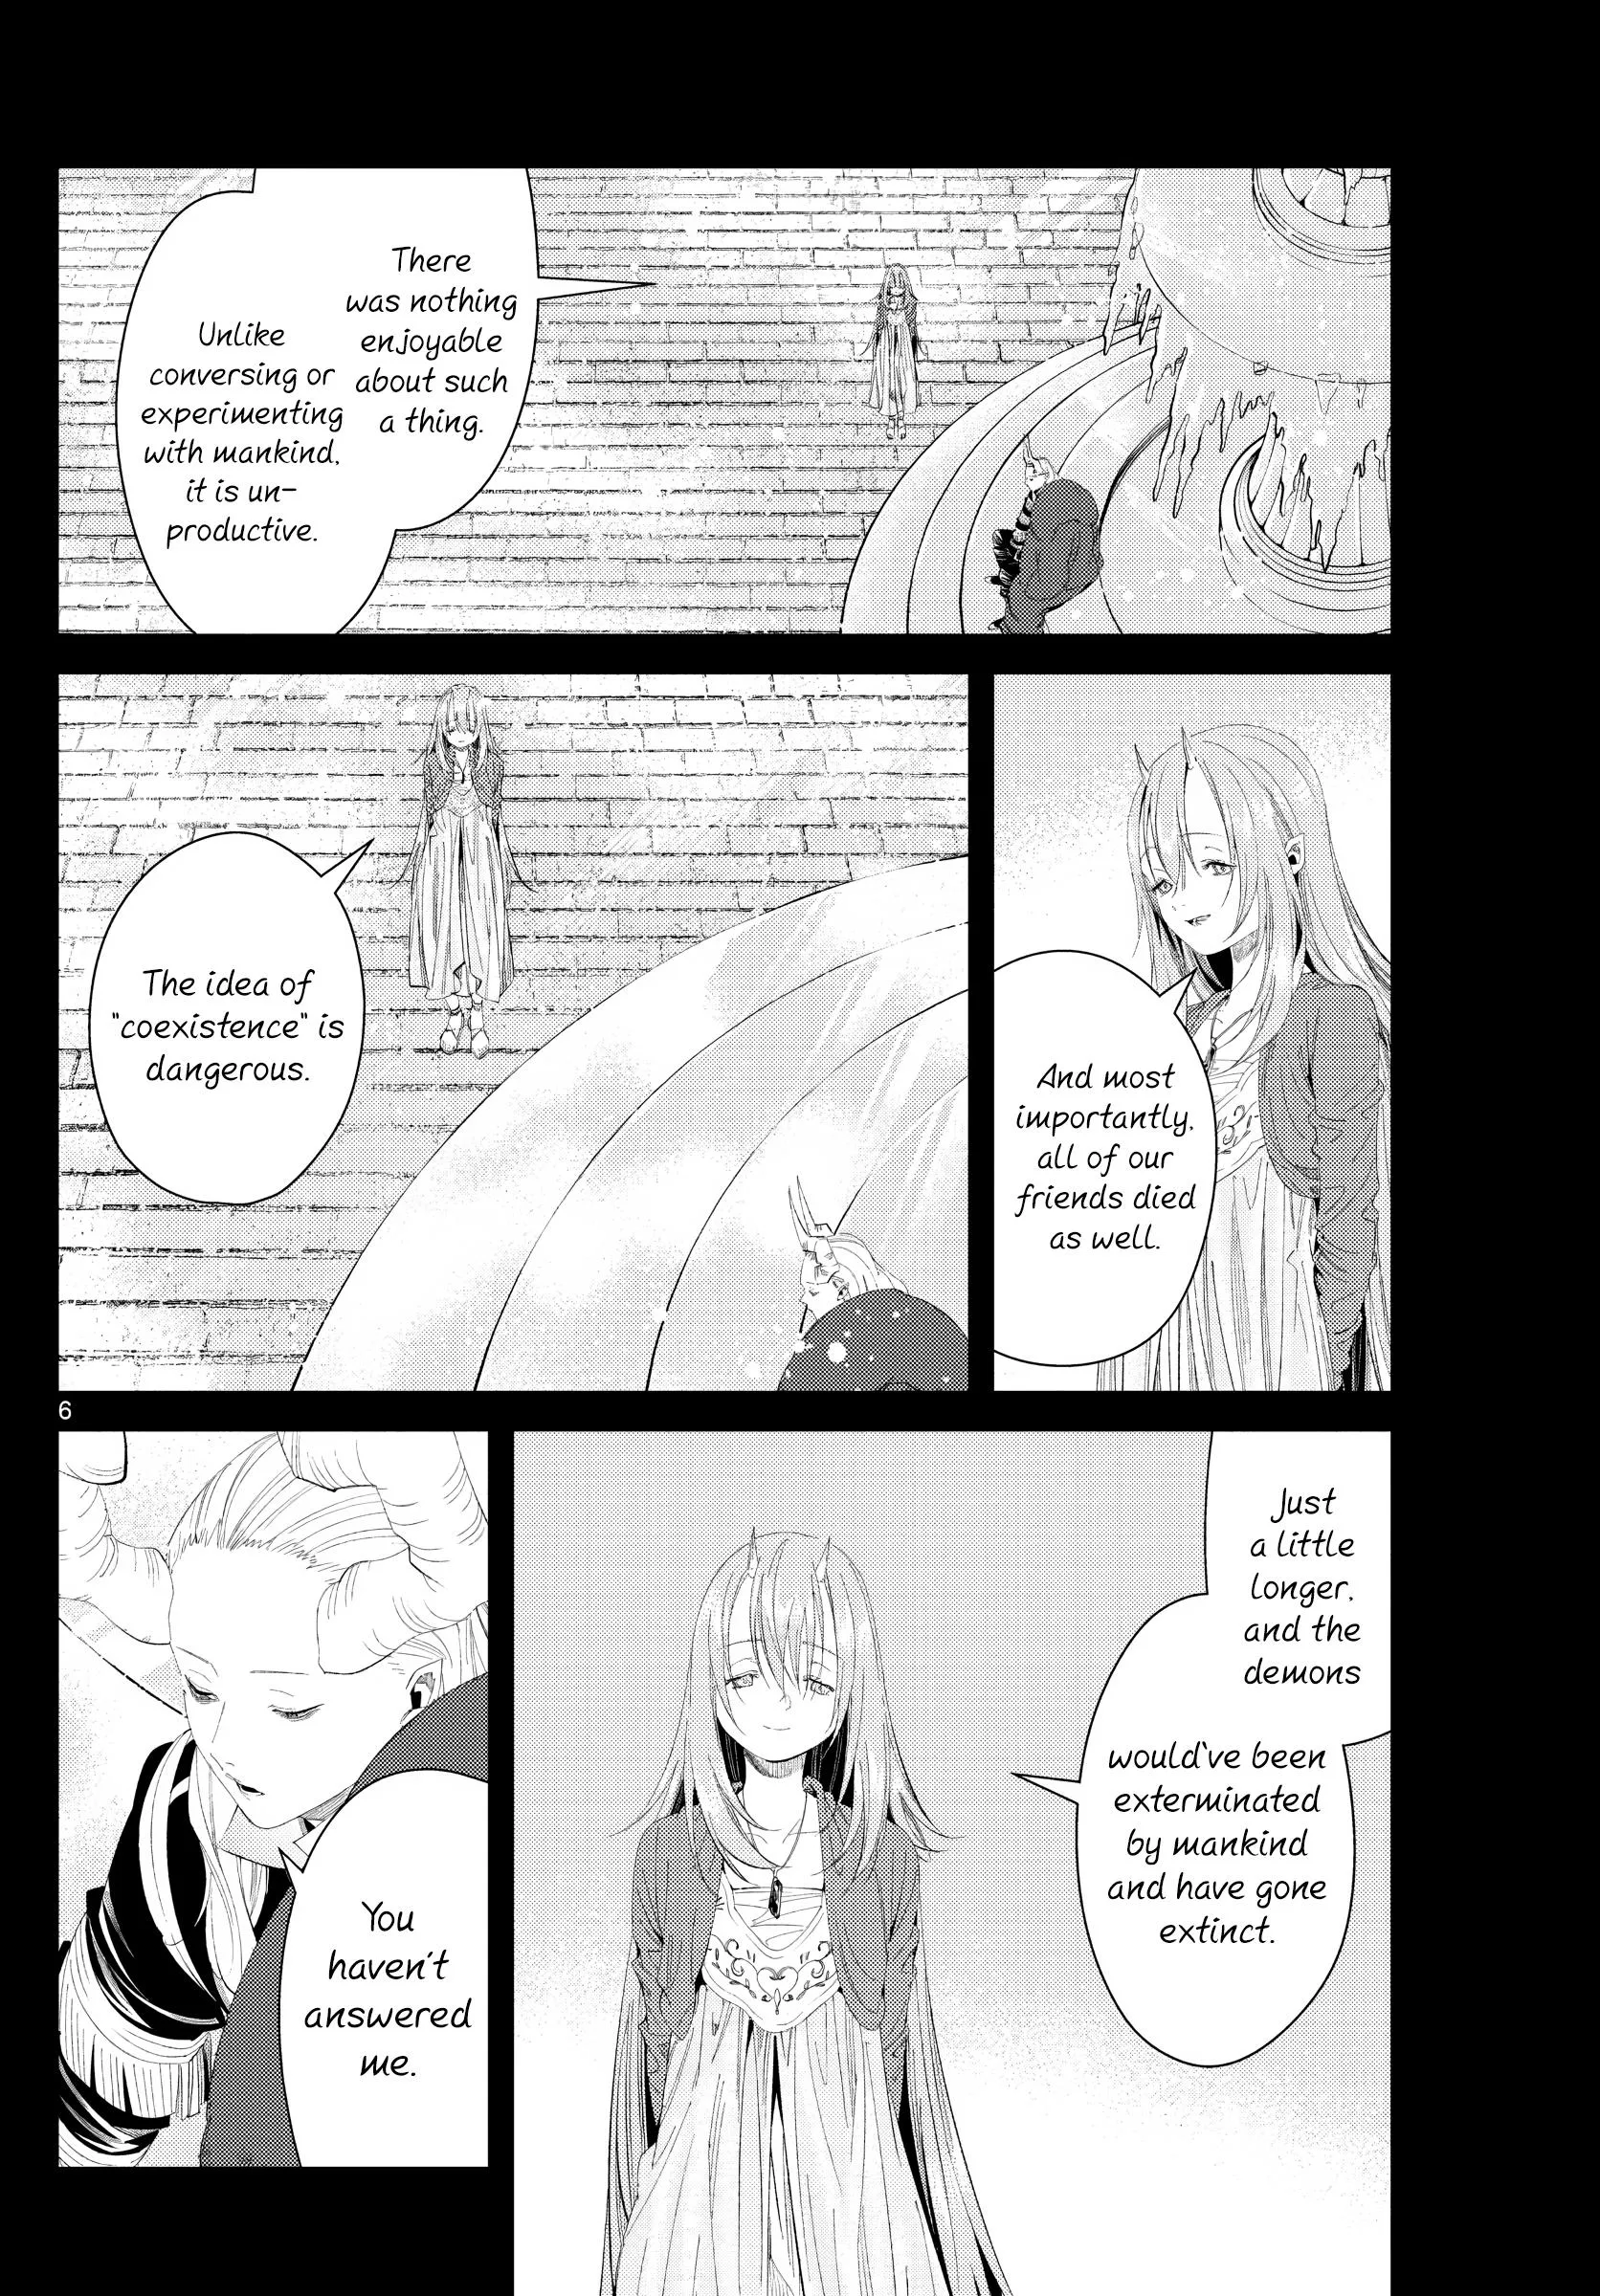 There
was nothing
enjoyable
about such
a thing.
Unlike
conversing or
experimenting
with mankind,
it is un-
productive.
And most
importantly,
all of our
friends died
as well.
The idea of
"coexistence" is
dangerous.
Just
a little
longer,
and the
demons
would've been
exterminated
by mankind
and have gone
extinct.
You
haven't
answered
me.
6